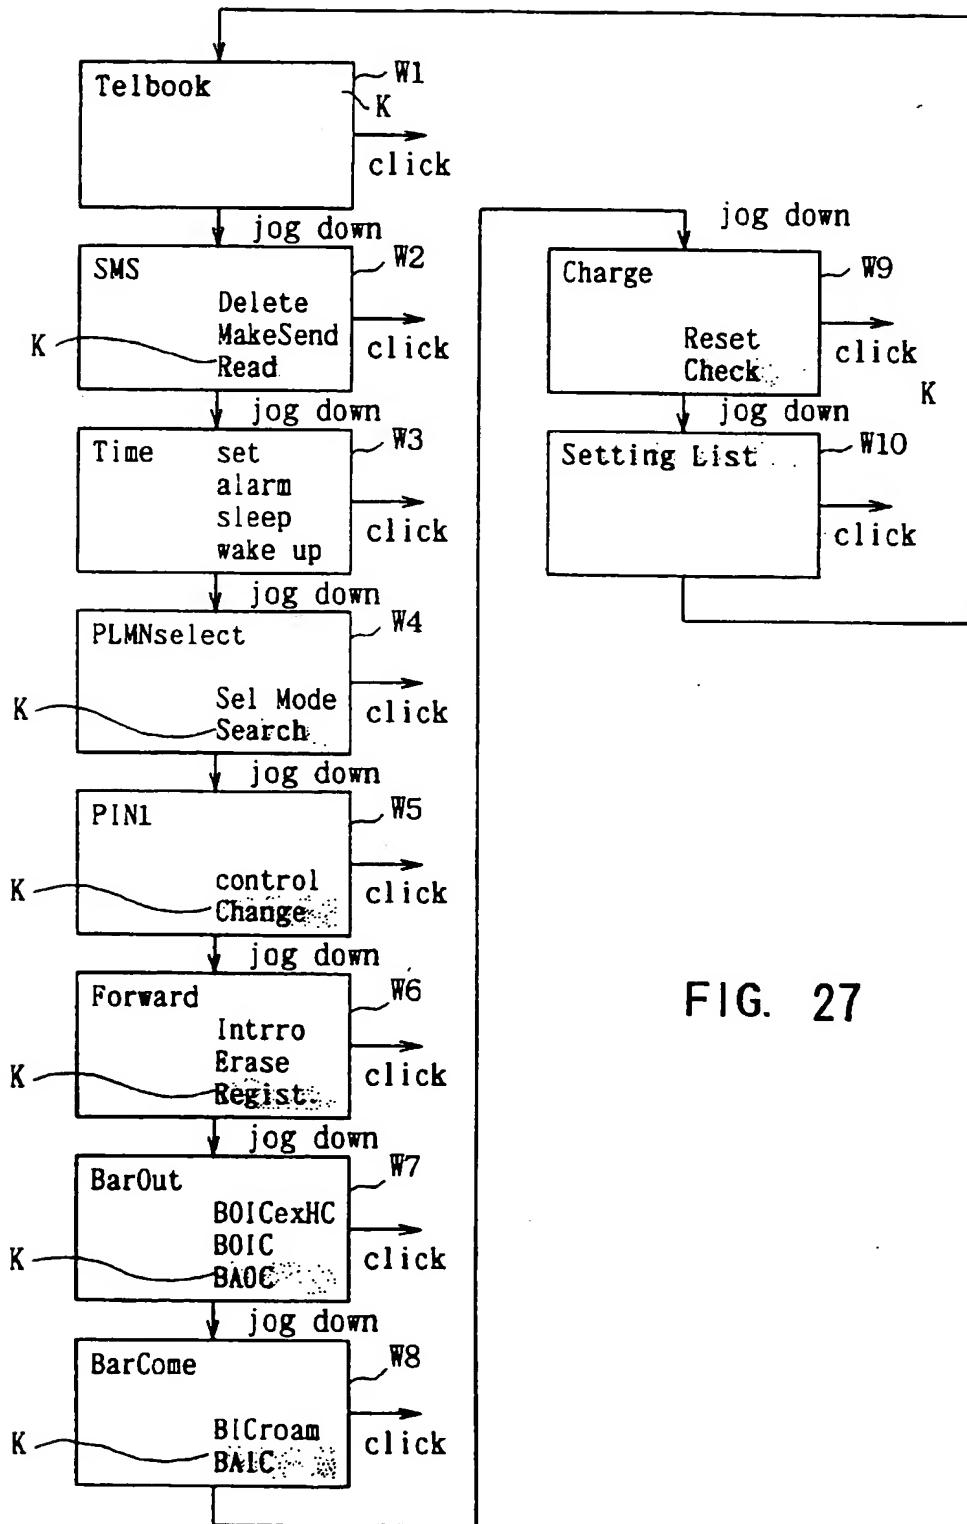 Telbook
W1
K
click
jog down
SMS
W2
Delete
MakeSend
Read
K
click
jog down
Time
W3
set
alarm
sleep
wake up
click
jog down
PLMNselect
W4
Sel Mode
Search
K
click
jog down
PIN1
W5
control
Change
K
click
jog down
Forward
W6
Intrro
Erase
Regist.
K
click
jog down
BarOut
W7
BOICexHC
BOIC
BAOC
K
click
jog down
BarCome
W8
BICroam
BAIC
K
click
jog down
Charge
W9
Reset
Check
click
K
jog down
Setting List
W10
click
FIG. 27